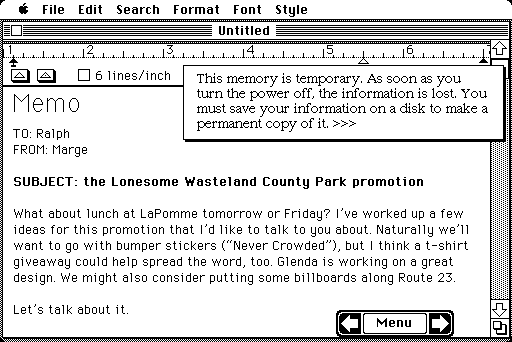 File Edit Search Format Font Style
Untitled
1 2 3 4 5 6 7
6 lines/inch
This memory is temporary. As soon as you
turn the power off, the information is lost. You
must save your information on a disk to make a
permanent copy of it. >>>
Memo
TO: Ralph
FROM: Marge
SUBJECT: the Lonesome Wasteland County Park promotion
What about lunch at LaPomme tomorrow or Friday? I've worked up a few
ideas for this promotion that I'd like to talk to you about. Naturally we'll
want to go with bumper stickers (“Never Crowded”), but I think a t-shirt
giveaway could help spread the word, too. Glenda is working on a great
design. We might also consider putting some billboards along Route 23.
Let's talk about it.
Menu